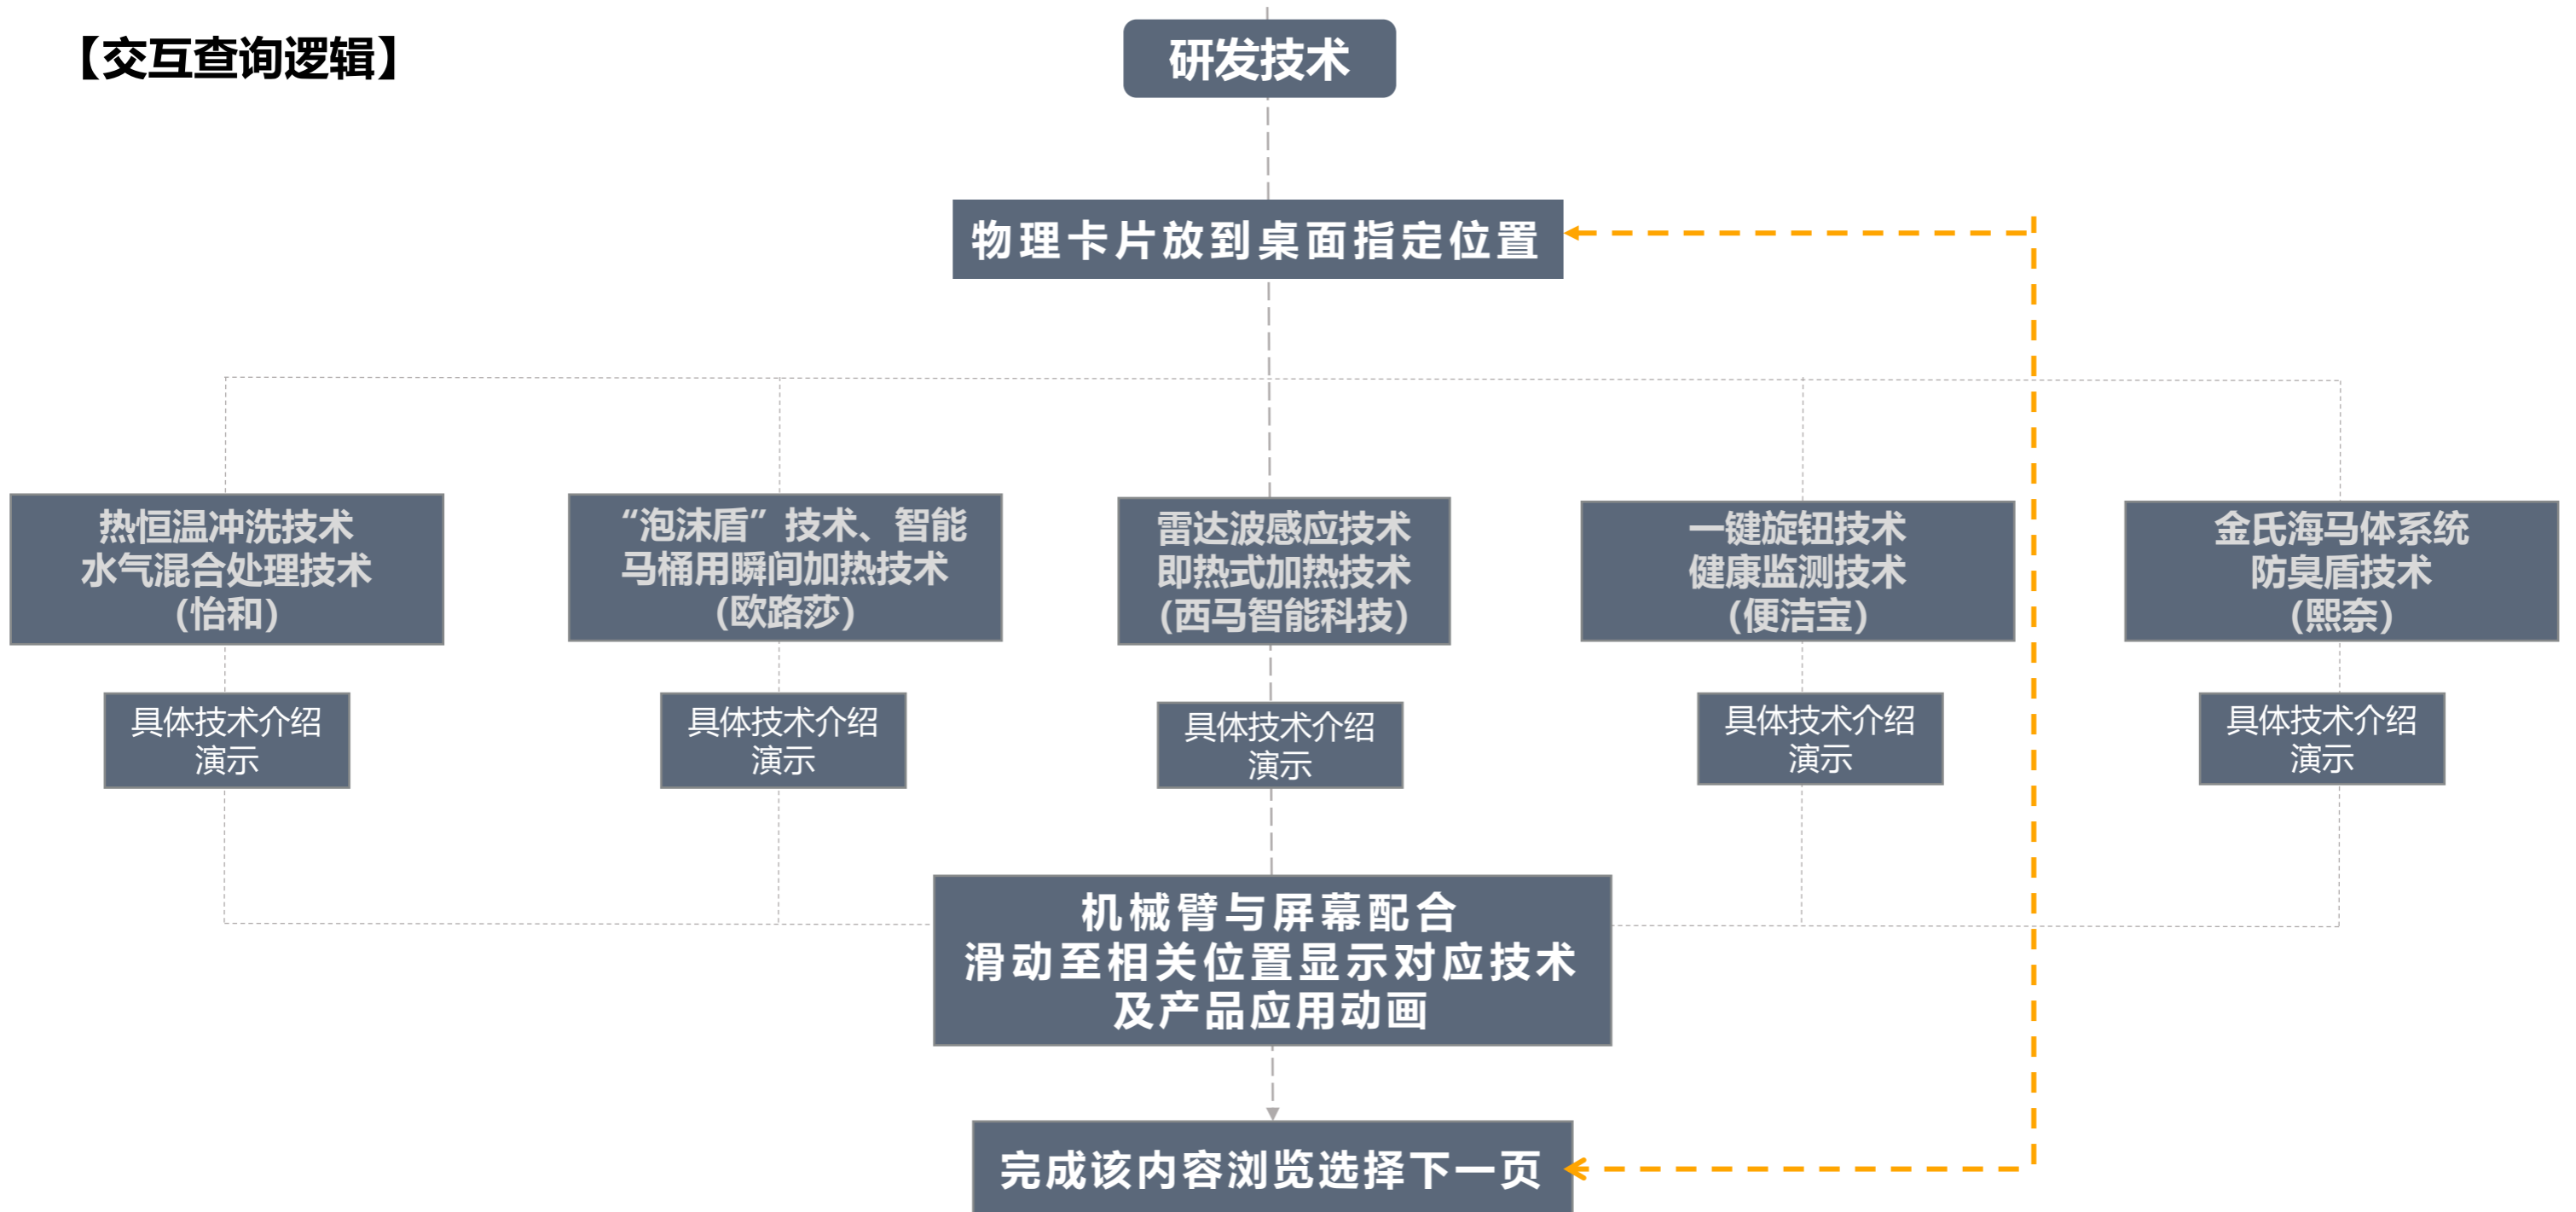 【交互查询逻辑】
研发技术
物理卡片放到桌面指定位置
热恒温冲洗技术
水气混合处理技术
(怡和)
“泡沫盾”技术、智能
马桶用瞬间加热技术
(欧路莎)
雷达波感应技术
即热式加热技术
(西马智能科技)
一键旋钮技术
健康监测技术
(便洁宝)
金氏海马体系统
防臭盾技术
(熙奈)
具体技术介绍
演示
具体技术介绍
演示
具体技术介绍
演示
具体技术介绍
演示
具体技术介绍
演示
机械臂与屏幕配合
滑动至相关位置显示对应技术
及产品应用动画
完成该内容浏览选择下一页